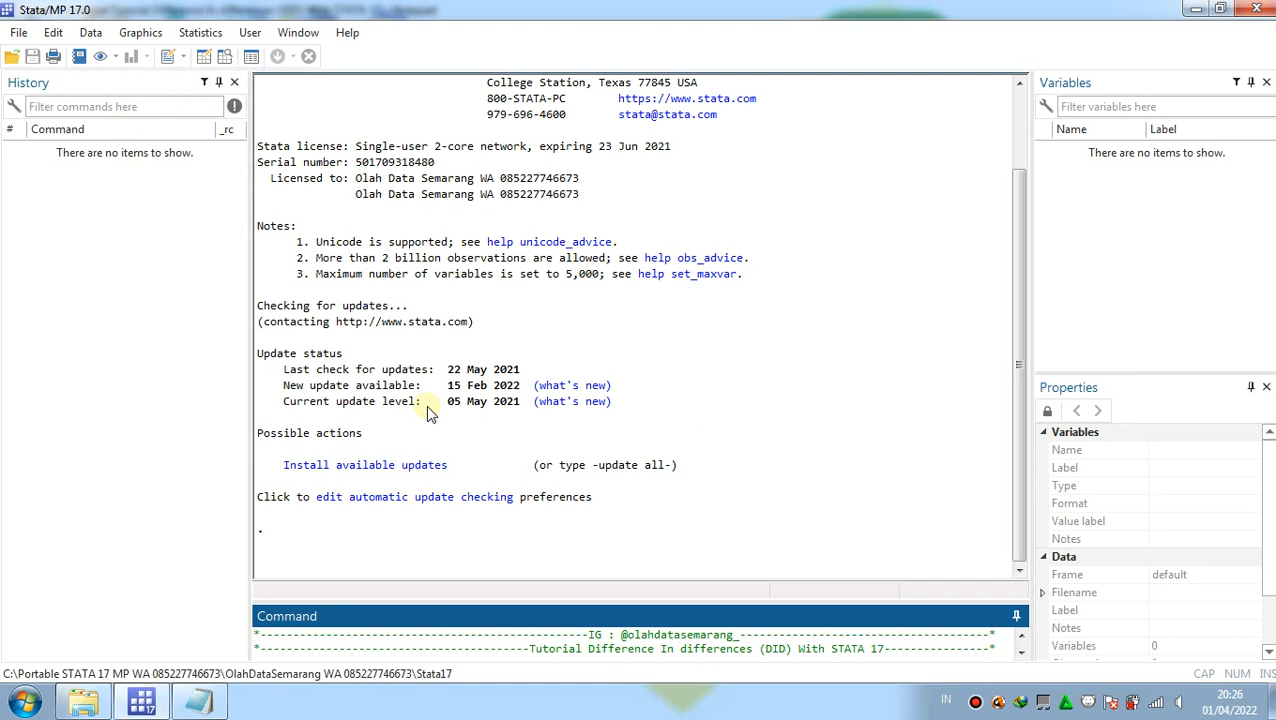 Stata/MP 17.0
File Edit Data Graphics Statistics User Window Help
History
Filter commands here
# Command _rc
There are no items to show.
College Station, Texas 77845 USA
800-STATA-PC https://www.stata.com
979-696-4600 stata@stata.com
Stata license: Single-user 2-core network, expiring 23 Jun 2021
Serial number: 501709318480
Licensed to: Olah Data Semarang WA 085227746673
Olah Data Semarang WA 085227746673
Notes:
1. Unicode is supported; see help unicode_advice.
2. More than 2 billion observations are allowed; see help obs_advice.
3. Maximum number of variables is set to 5,000; see help set_maxvar.
Checking for updates...
(contacting http://www.stata.com)
Update status
Last check for updates: 22 May 2021
New update available: 15 Feb 2022 (what's new)
Current update level: 05 May 2021 (what's new)
Possible actions
Install available updates (or type -update all-)
Click to edit automatic update checking preferences
.
Command
*--------------------------------------------------IG : @olahdatasemarang_---------------------------------------*
*-----------------------------------------Tutorial Difference In differences (DID) With STATA 17----------------*
Variables
Filter variables here
Name Label
There are no items to show.
Properties
Variables
Name
Label
Type
Format
Value label
Notes
Data
Frame default
Filename
Label
Notes
Variables 0
C:\Portable STATA 17 MP WA 085227746673\OlahDataSemarang WA 085227746673\Stata17
CAP NUM INS
17
IN
20:26
01/04/2022